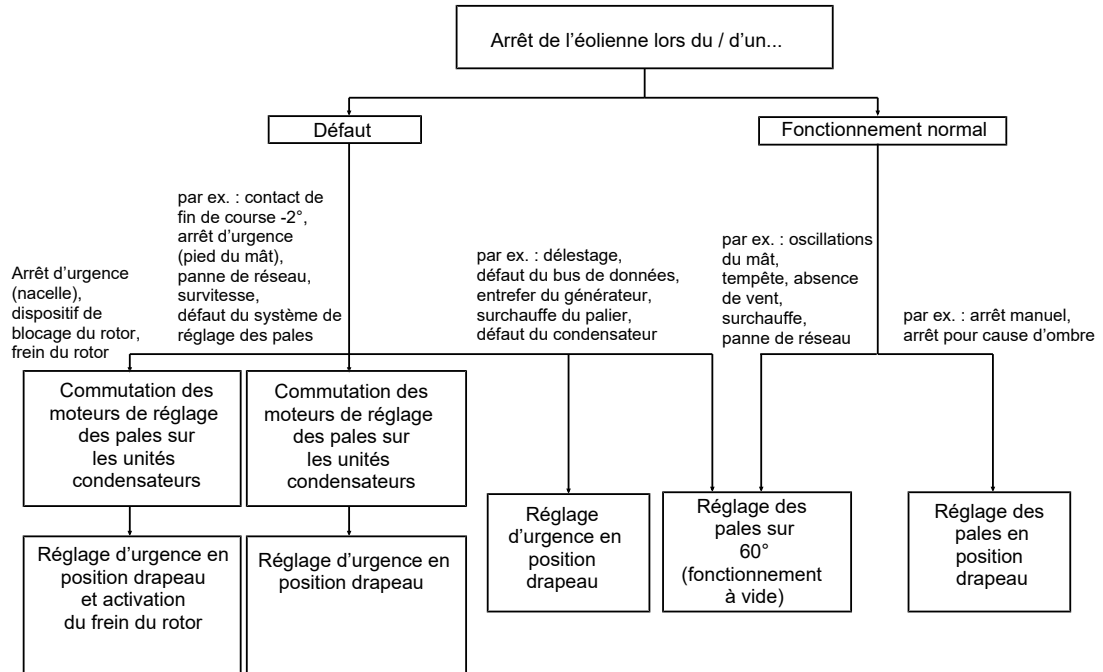 Arrêt de l’éolienne lors du / d’un...
Défaut
Fonctionnement normal
Arrêt d’urgence
(nacelle),
dispositif de
blocage du rotor,
frein du rotor
par ex. : contact de
fin de course -2°,
arrêt d’urgence
(pied du mât),
panne de réseau,
survitesse,
défaut du système de
réglage des pales
par ex. : délestage,
défaut du bus de données,
entrefer du générateur,
surchauffe du palier,
défaut du condensateur
par ex. : oscillations
du mât,
tempête, absence
de vent,
surchauffe,
panne de réseau
par ex. : arrêt manuel,
arrêt pour cause d’ombre
Commutation des
moteurs de réglage
des pales sur
les unités
condensateurs
Commutation des
moteurs de réglage
des pales sur
les unités
condensateurs
Réglage
d’urgence en
position
drapeau
Réglage des
pales sur
60°
(fonctionnement
à vide)
Réglage des
pales en
position
drapeau
Réglage d’urgence en
position drapeau
et activation
du frein du rotor
Réglage d’urgence en
position drapeau